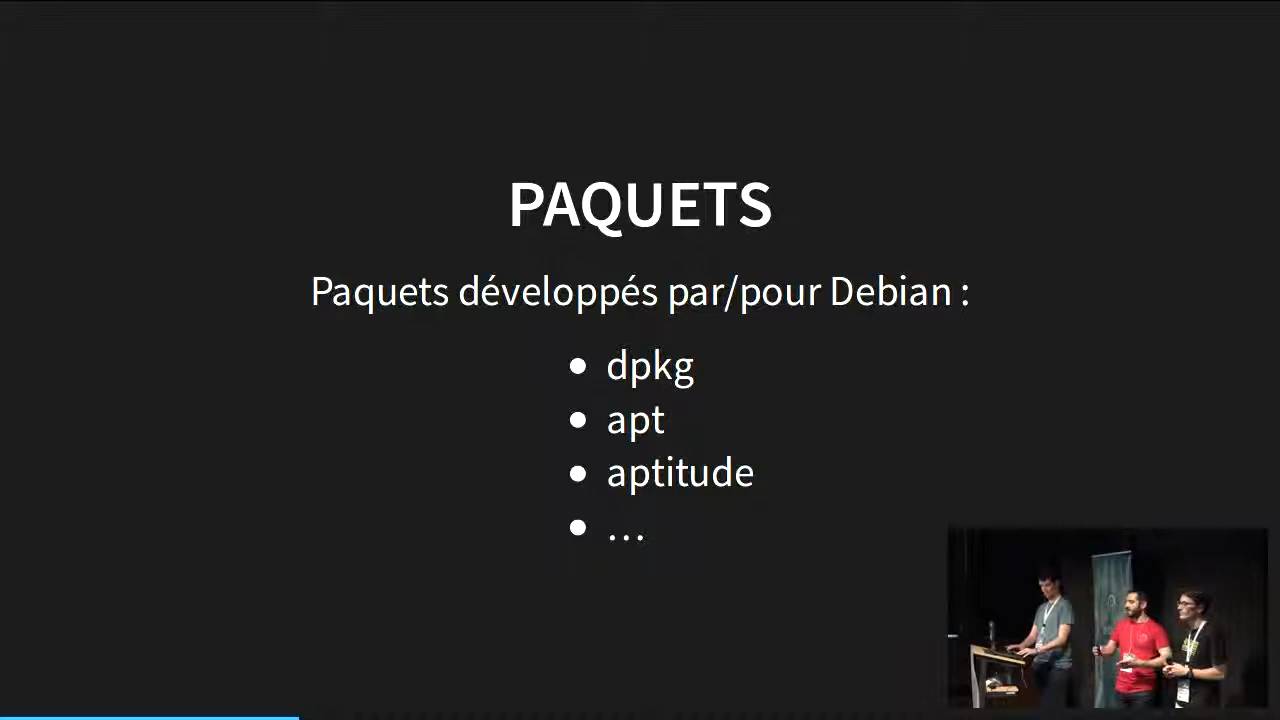 PAQUETS
Paquets développés par/pour Debian :
dpkg
apt
aptitude
...